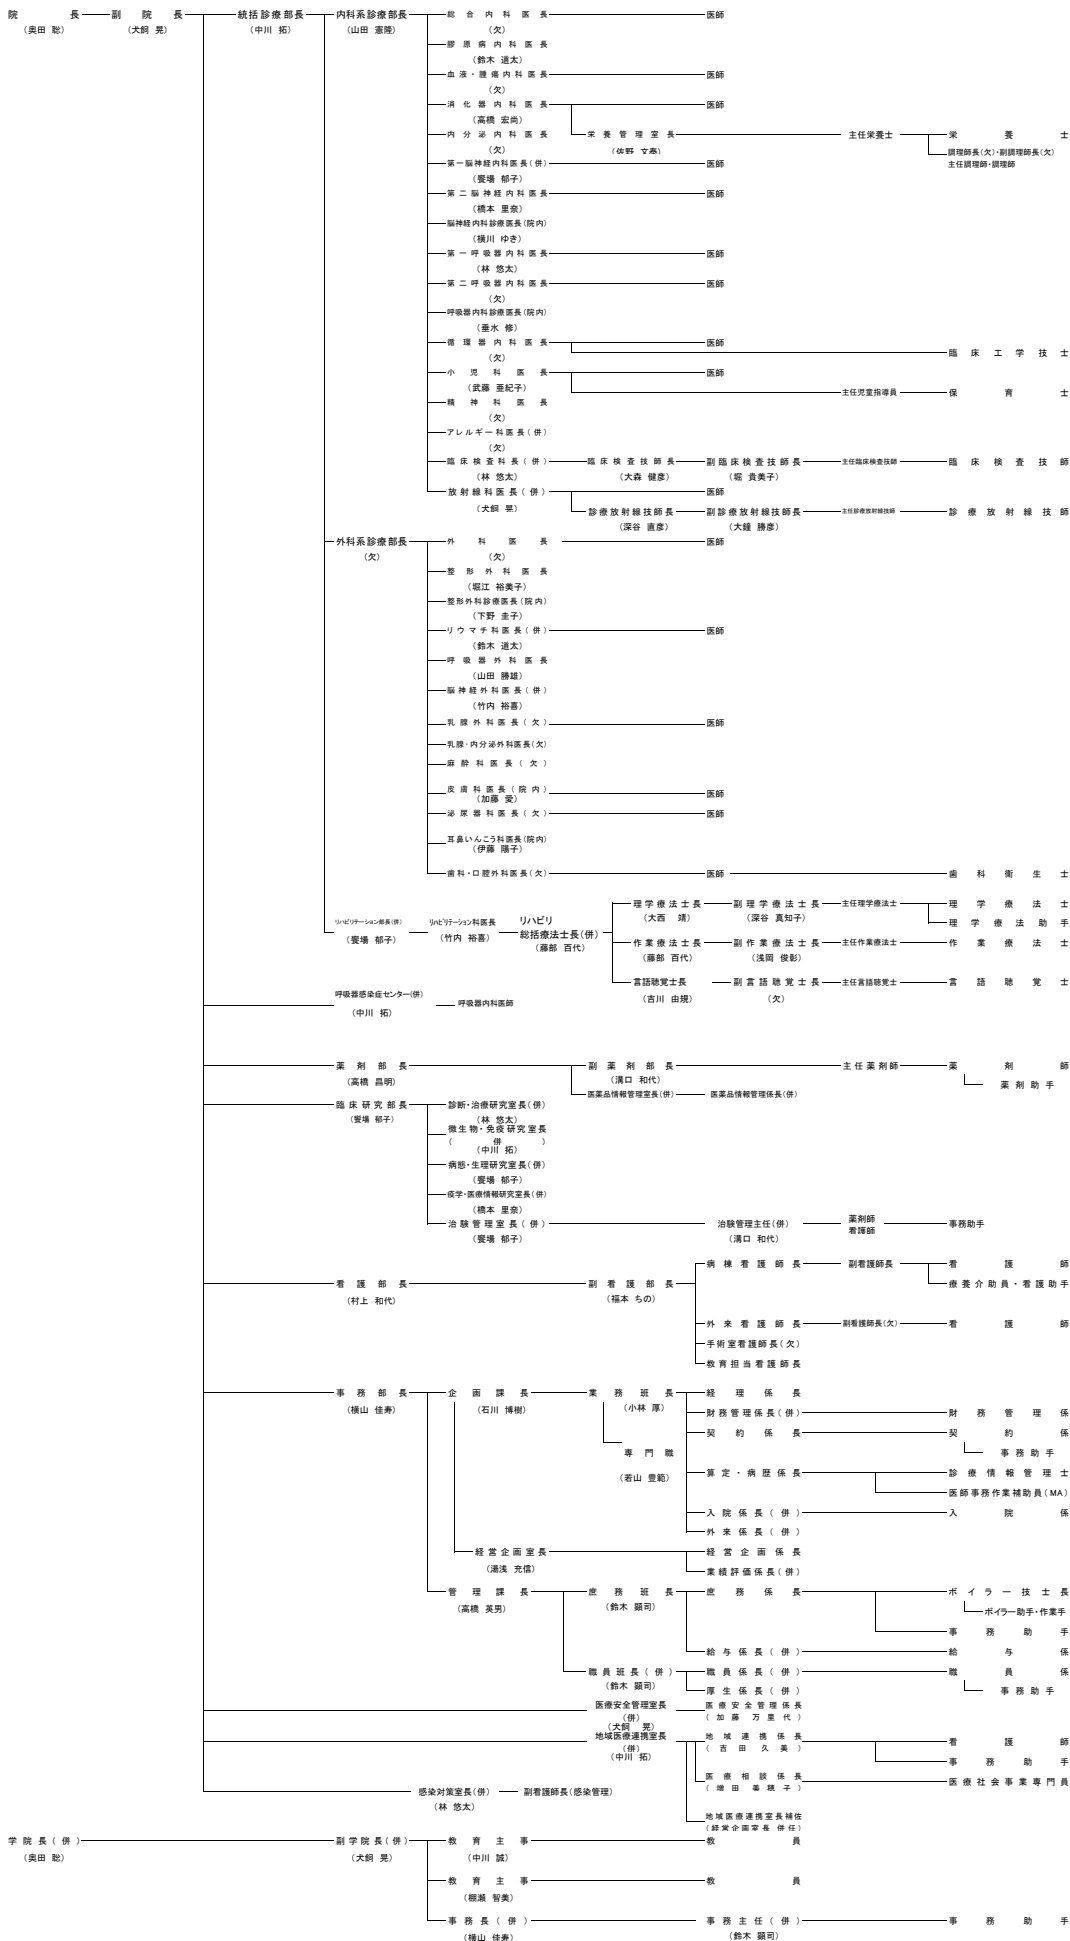 院長 副院長 統括診療部長 内科系診療部長 総合内科医長 医師
(奥田 聡) (犬飼 晃) (中川 拓) (山田 憲隆) (欠)
膠原病内科医長
(鈴木 道太)
血液・腫瘍内科医長 医師
(欠)
消化器内科医長 医師
(高橋 宏尚)
内分泌内科医長 栄養管理室長 主任栄養士 栄養士
(欠) (佐野 文泰) 調理師長(欠)・副調理師長(欠)
主任調理師・調理師
第一脳神経内科医長(併) 医師
(饗場 郁子)
第二脳神経内科医長 医師
(橋本 里奈)
脳神経内科診療医長(院内)
(横川 ゆき)
第一呼吸器内科医長 医師
(林 悠太)
第二呼吸器内科医長 医師
(欠)
呼吸器内科診療医長(院内)
(垂水 修)
循環器内科医長 医師
(欠) 臨床工学技士
小児科医長 医師
(武藤 亜紀子) 主任児童指導員 保育士
精神科医長
(欠)
アレルギー科医長(併)
(欠)
臨床検査科長(併) 臨床検査技師長 副臨床検査技師長 主任臨床検査技師 臨床検査技師
(林 悠太) (大森 健彦) (堀 貴美子)
放射線科医長(併) 医師
(犬飼 晃) 診療放射線技師長 副診療放射線技師長 主任診療放射線技師 診療放射線技師
(深谷 直彦) (大鐘 勝彦)
外科系診療部長 外科医長 医師
(欠) (欠)
整形外科医長
(堀江 裕美子)
整形外科診療医長(院内)
(下野 圭子)
リウマチ科医長(併) 医師
(鈴木 道太)
呼吸器外科医長
(山田 勝雄)
脳神経外科医長(併)
(竹内 裕喜)
乳腺外科医長(欠) 医師
乳腺・内分泌外科医長(欠)
麻酔科医長(欠)
皮膚科医長(院内) 医師
(加藤 愛)
泌尿器科医長(欠) 医師
耳鼻いんこう科医長(院内)
(伊藤 陽子)
歯科・口腔外科医長(欠) 医師 歯科衛生士
理学療法士長 副理学療法士長 主任理学療法士 理学療法士
(大西 靖) (深谷 真知子) 理学療法助手
リハビリテーション部長(併) リハビリテーション科医長 リハビリ
(饗場 郁子) (竹内 裕喜) 総括療法士長(併) 作業療法士長 副作業療法士長 主任作業療法士 作業療法士
(藤部 百代) (藤部 百代) (浅岡 俊彰)
言語聴覚士長 副言語聴覚士長 主任言語聴覚士 言語聴覚士
(吉川 由規) (欠)
呼吸器感染症センター(併) 呼吸器内科医師
(中川 拓)
薬剤部長 副薬剤部長 主任薬剤師 薬剤師
(高橋 昌明) (溝口 和代) 薬剤助手
医薬品情報管理室長(併) 医薬品情報管理係長(併)
臨床研究部長 診断・治療研究室長(併)
(饗場 郁子) (林 悠太)
微生物・免疫研究室長
(併)
(中川 拓)
病態・生理研究室長(併)
(饗場 郁子)
疫学・医療情報研究室長(併)
(橋本 里奈)
治験管理室長(併) 治験管理主任(併) 薬剤師 看護師 事務助手
(饗場 郁子) (溝口 和代)
病棟看護師長 副看護師長 看護師
看護部長 副看護部長 療養介助員・看護助手
(村上 和代) (福本 ちの)
外来看護師長 副看護師長(欠) 看護師
手術室看護師長(欠)
教育担当看護師長
事務部長 企画課長 業務班長 経理係長
(横山 佳寿) (石川 博樹) (小林 厚)
財務管理係長(併) 財務管理係
契約係長 契約係
専門職 事務助手
(若山 豊範) 算定・病歴係長 診療情報管理士
医師事務作業補助員(MA)
入院係長(併) 入院係
外来係長(併)
経営企画室長 経営企画係長
(湯浅 充信) 業績評価係長(併)
管理課長 庶務班長 庶務係長 ボイラー技士長
(高橋 英男) (鈴木 顕司) ボイラー助手・作業手
事務助手
給与係長(併) 給与係
職員班長(併) 職員係長(併) 職員係
(鈴木 顕司) 厚生係長(併) 事務助手
医療安全管理室長 医療安全管理係長
(併) (加藤 万里代)
(犬飼 晃)
地域医療連携室長 地域連携係長 看護師
(併) (吉田 久美)
(中川 拓) 事務助手
医療相談係長 医療社会事業専門員
(増田 美穂子)
感染対策室長(併) 副看護師長(感染管理)
(林 悠太)
地域医療連携室長補佐
(経営企画室長 併任)
学院長(併) 副学院長(併) 教育主事 教員
(奥田 聡) (犬飼 晃) (中川 誠)
教育主事 教員
(棚瀬 智美)
事務長(併) 事務主任(併) 事務助手
(横山 佳寿) (鈴木 顕司)